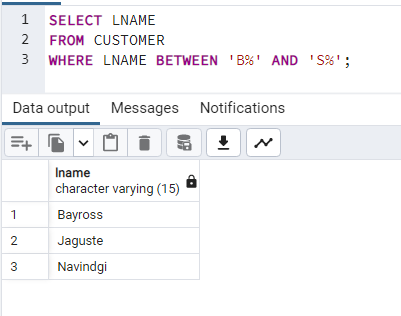 1 SELECT LNAME
2 FROM CUSTOMER
3 WHERE LNAME BETWEEN 'B%' AND 'S%';
Data output Messages Notifications
lname
character varying (15)
1 Bayross
2 Jaguste
3 Navindgi